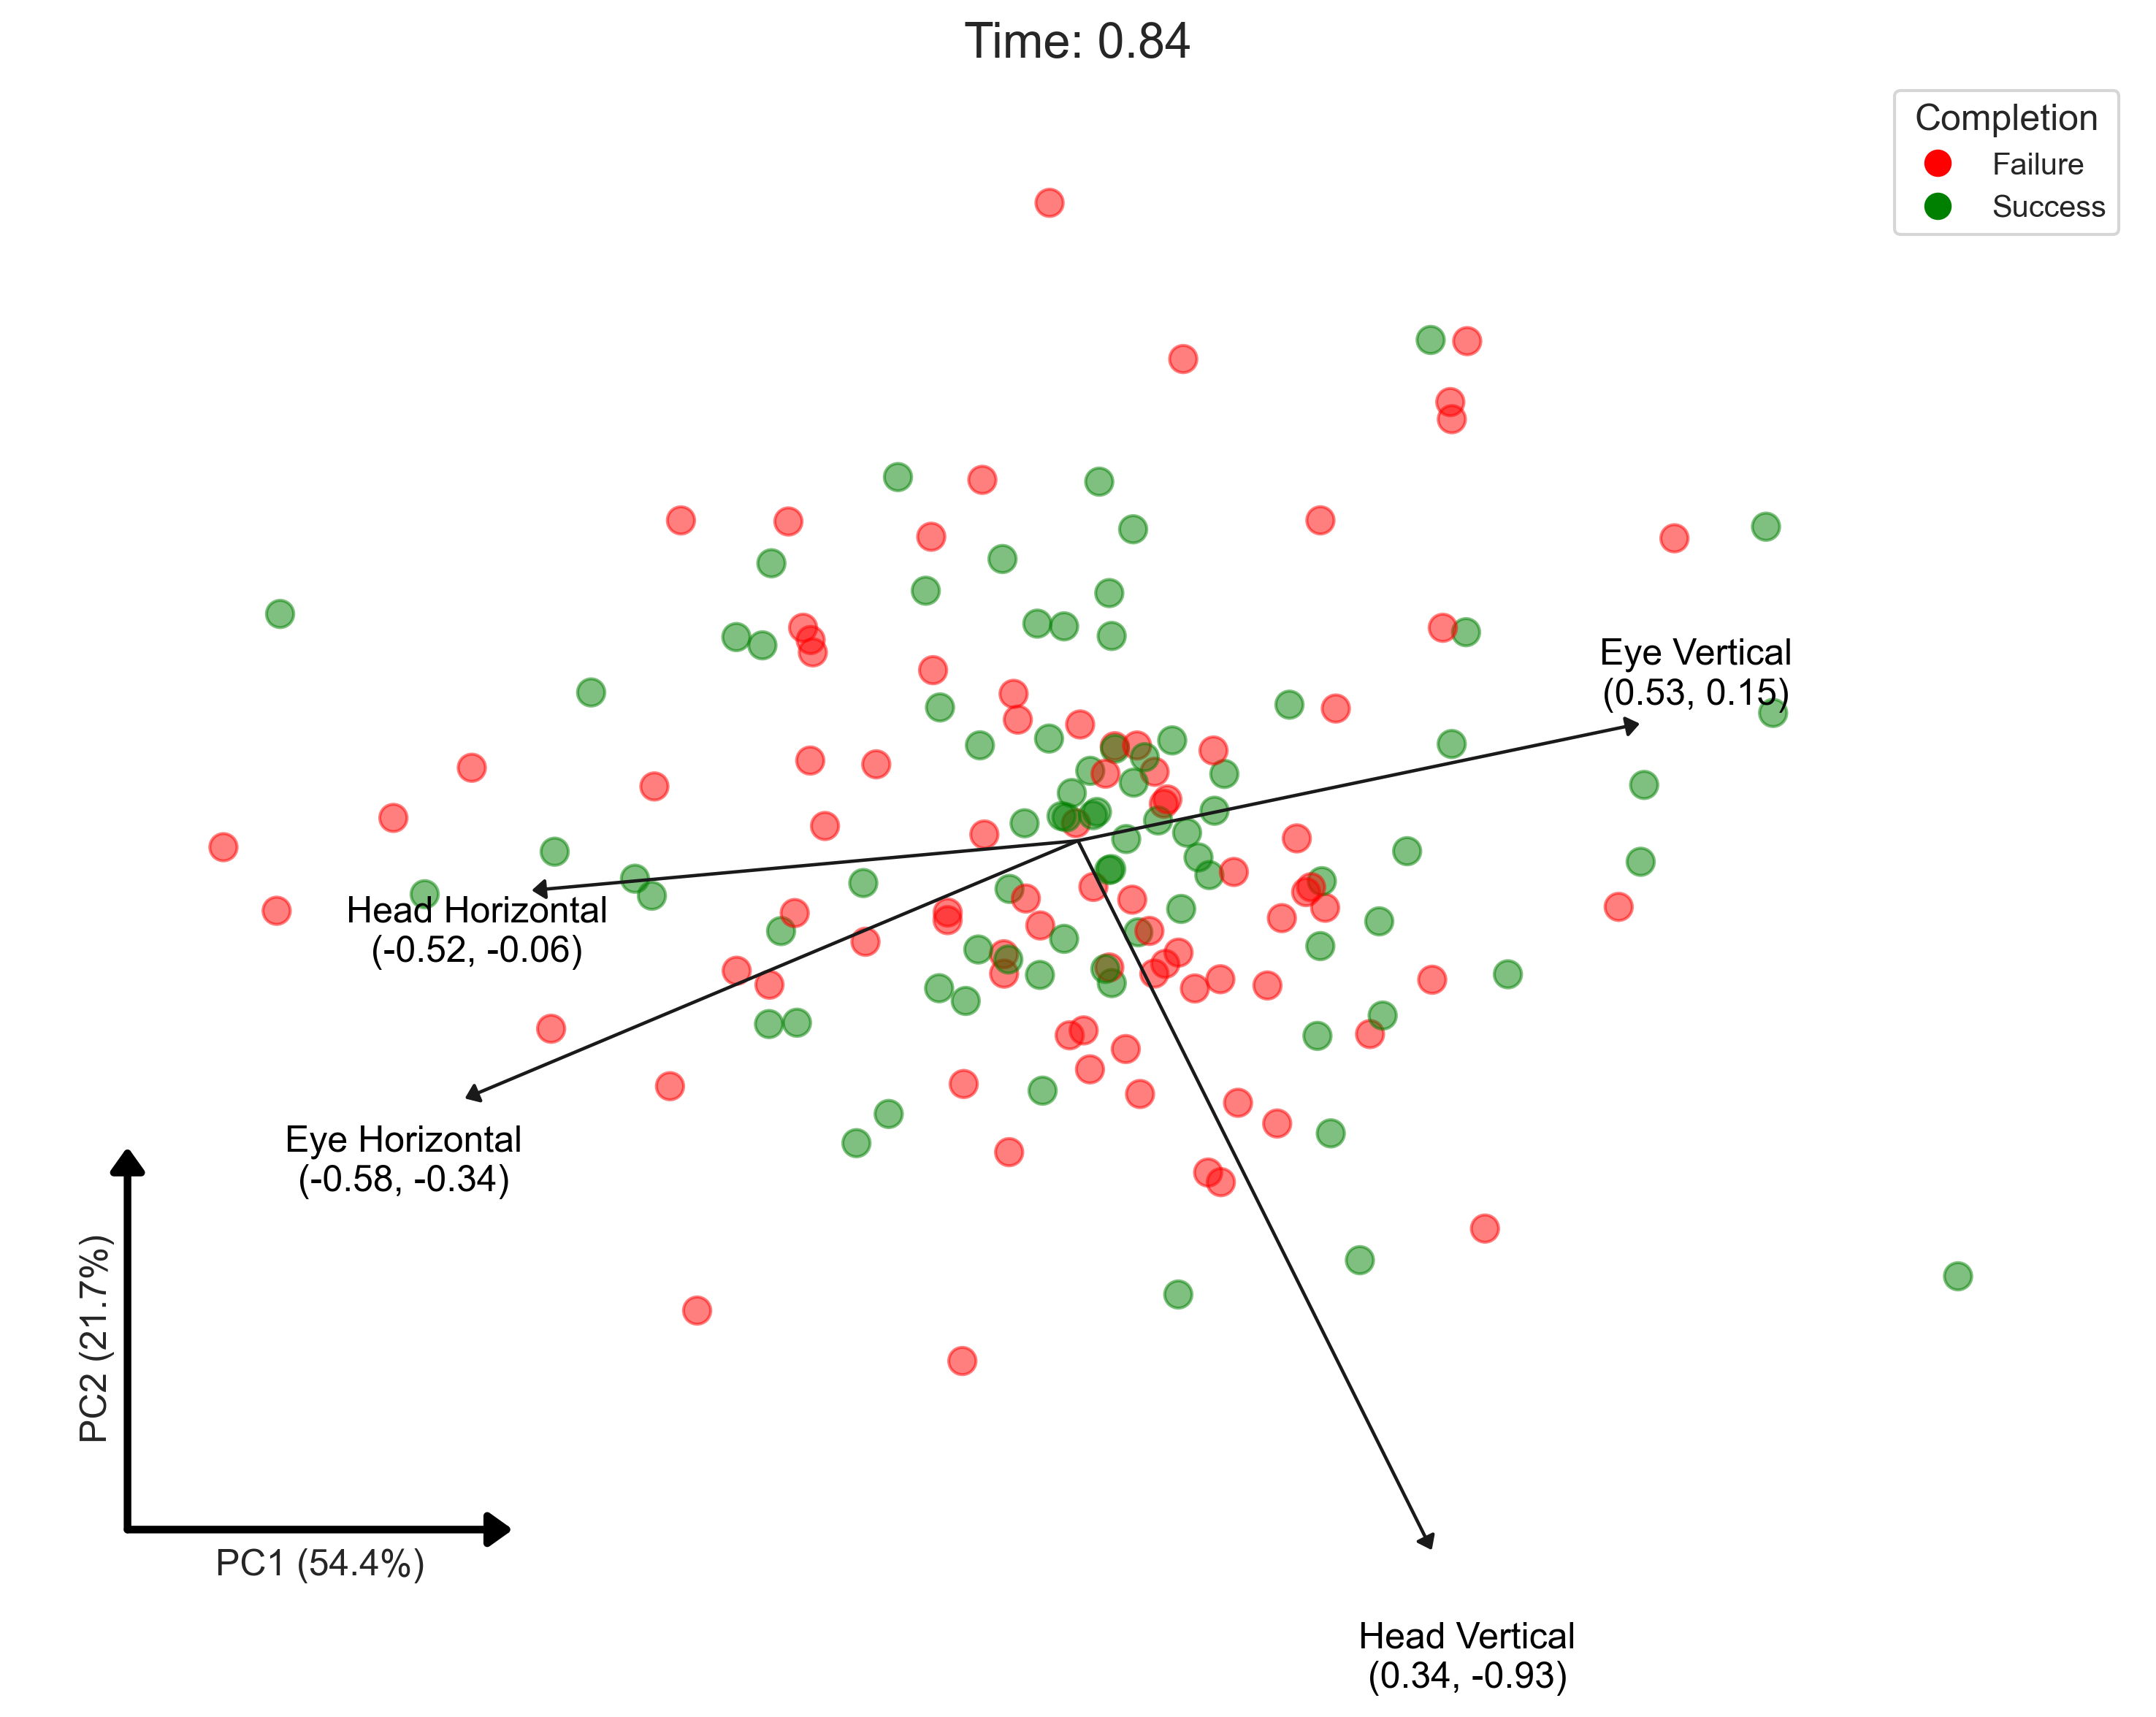 Time: 0.84
Completion
Failure
Success
Eye Vertical
(0.53, 0.15)
Head Horizontal
(-0.52, -0.06)
Eye Horizontal
(-0.58, -0.34)
PC2 (21.7%)
PC1 (54.4%)
Head Vertical
(0.34, -0.93)